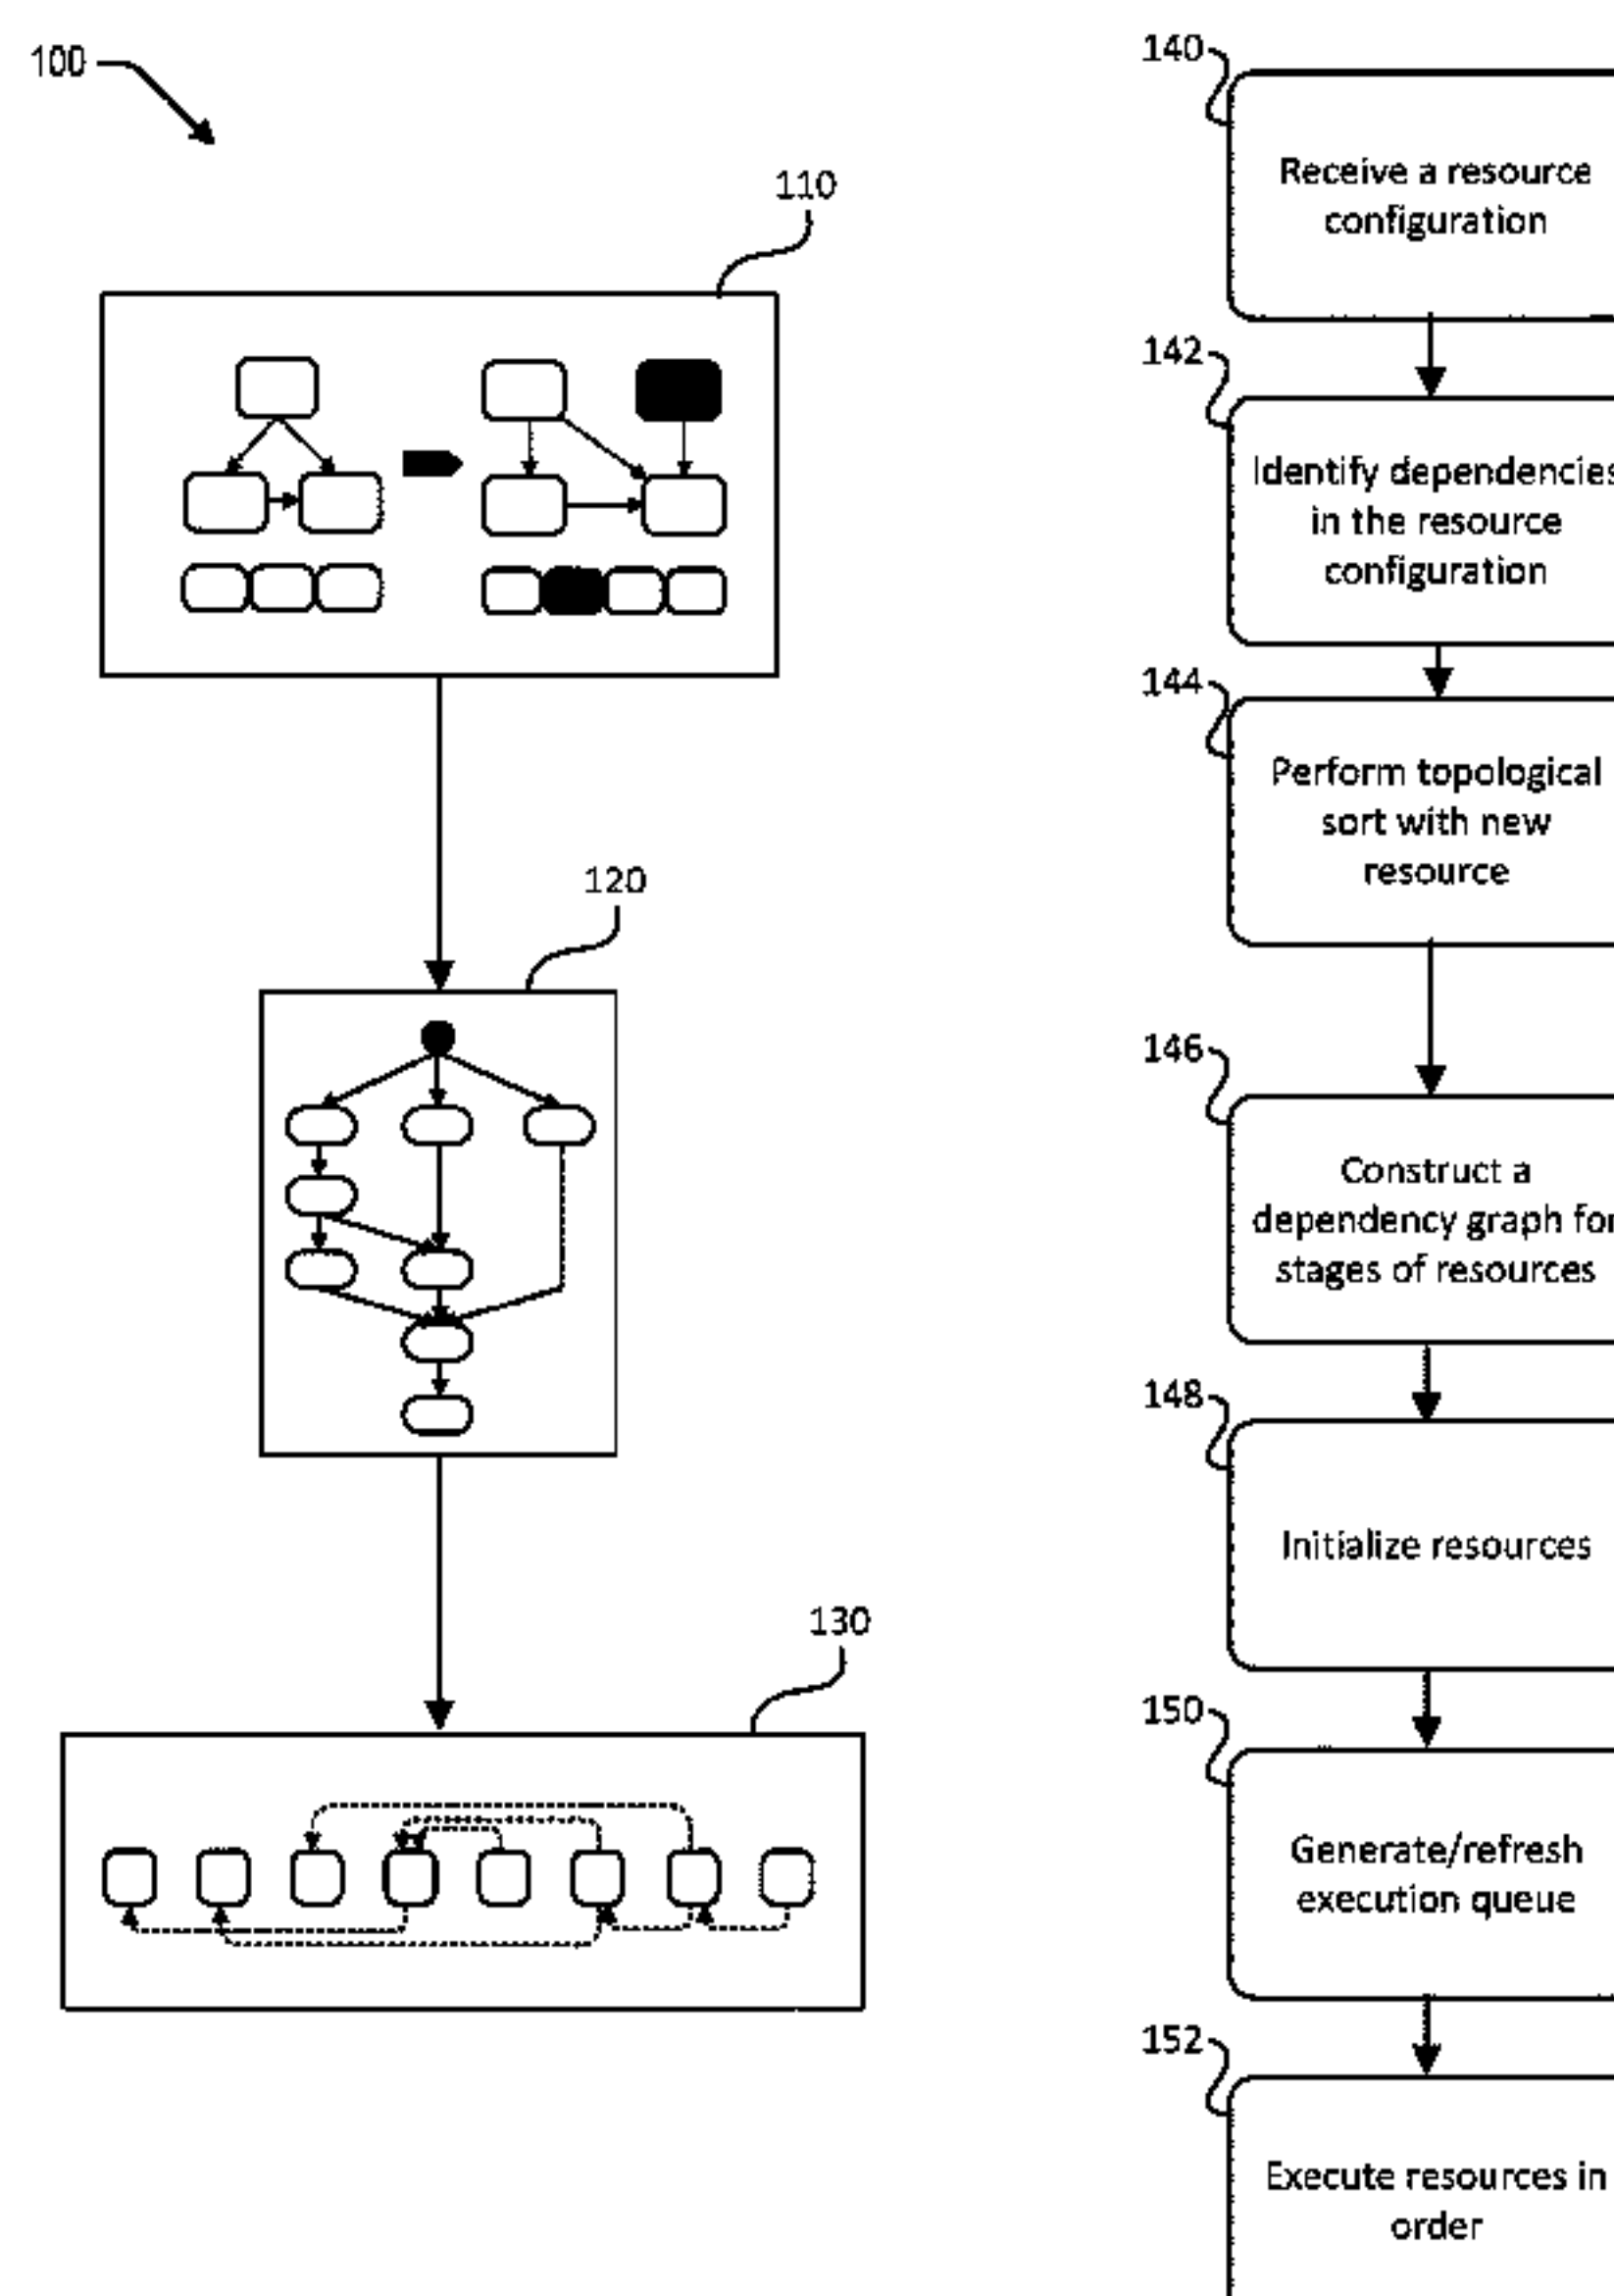 100
110
120
130
140
Receive a resource
configuration
142
Identify dependencies
in the resource
configuration
144
Perform topological
sort with new
resource
146
Construct a
dependency graph for
stages of resources
148
Initialize resources
150
Generate/refresh
execution queue
152
Execute resources in
order